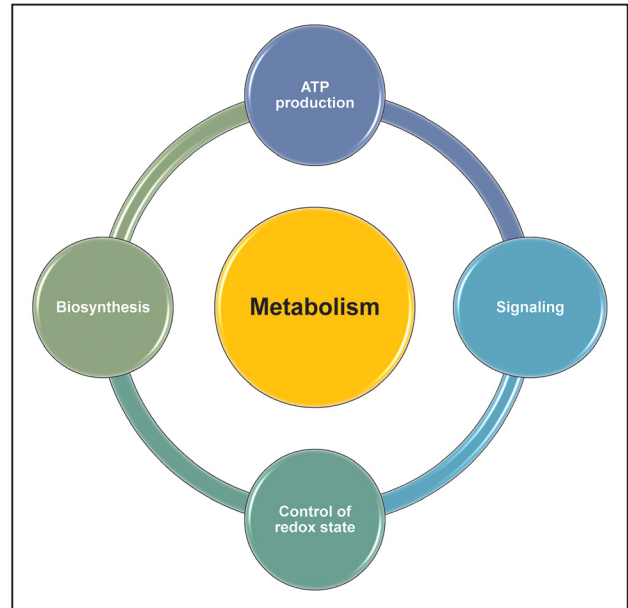 ATP
production
Biosynthesis
Metabolism
Signaling
Control of
redox state